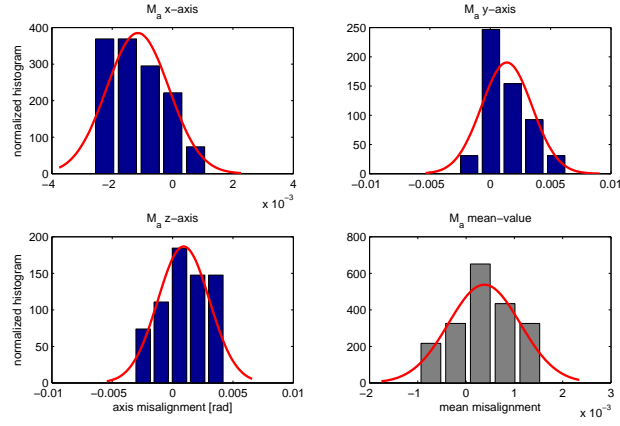 M_a x-axis
normalized histogram
400
300
200
100
0
-4 -2 0 2 4
x 10^-3
M_a y-axis
250
200
150
100
50
0
-0.01 -0.005 0 0.005 0.01
M_a z-axis
normalized histogram
200
150
100
50
0
-0.01 -0.005 0 0.005 0.01
axis misalignment [rad]
M_a mean-value
800
600
400
200
0
-2 -1 0 1 2 3
mean misalignment
x 10^-3